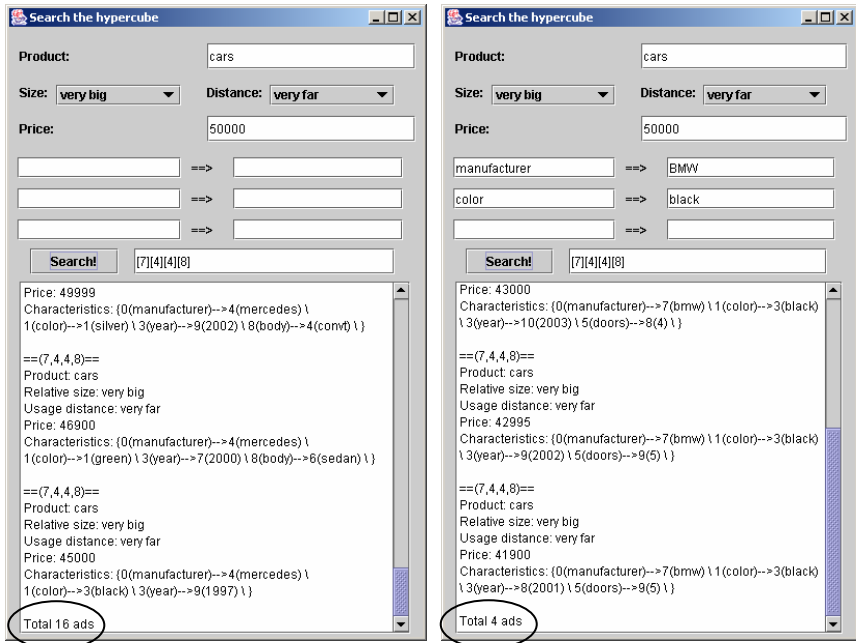 Search the hypercube
Product: cars
Size: very big Distance: very far
Price: 50000
==>
==>
==>
Search! [7][4][4][8]
Price: 49999
Characteristics: {0(manufacturer)-->4(mercedes) \
1(color)-->1(silver) \ 3(year)-->9(2002) \ 8(body)-->4(convt) \ }
==(7,4,4,8)==
Product: cars
Relative size: very big
Usage distance: very far
Price: 46900
Characteristics: {0(manufacturer)-->4(mercedes) \
1(color)-->1(green) \ 3(year)-->7(2000) \ 8(body)-->6(sedan) \ }
==(7,4,4,8)==
Product: cars
Relative size: very big
Usage distance: very far
Price: 45000
Characteristics: {0(manufacturer)-->4(mercedes) \
1(color)-->3(black) \ 3(year)-->9(1997) \ }
Total 16 ads
Search the hypercube
Product: cars
Size: very big Distance: very far
Price: 50000
manufacturer ==> BMW
color ==> black
==>
Search! [7][4][4][8]
Price: 43000
Characteristics: {0(manufacturer)-->7(bmw) \ 1(color)-->3(black)
\ 3(year)-->10(2003) \ 5(doors)-->8(4) \ }
==(7,4,4,8)==
Product: cars
Relative size: very big
Usage distance: very far
Price: 42995
Characteristics: {0(manufacturer)-->7(bmw) \ 1(color)-->3(black)
\ 3(year)-->9(2002) \ 5(doors)-->9(5) \ }
==(7,4,4,8)==
Product: cars
Relative size: very big
Usage distance: very far
Price: 41900
Characteristics: {0(manufacturer)-->7(bmw) \ 1(color)-->3(black)
\ 3(year)-->8(2001) \ 5(doors)-->9(5) \ }
Total 4 ads